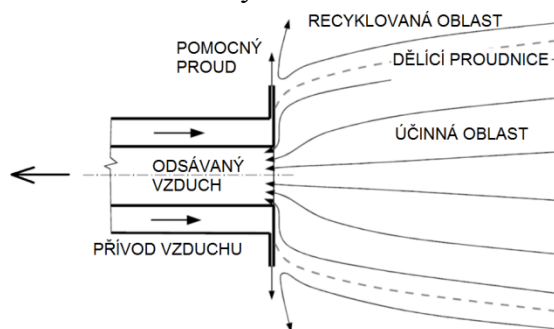 RECYKLOVANÁ OBLAST
POMOCNÝ
PROUD
DĚLÍCÍ PROUDNICE
ÚČINNÁ OBLAST
ODSÁVANÝ
VZDUCH
PŘÍVOD VZDUCHU